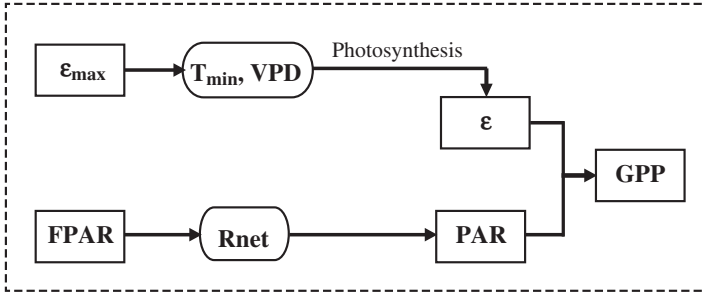 Photosynthesis
εmax
Tmin, VPD
ε
GPP
FPAR
Rnet
PAR